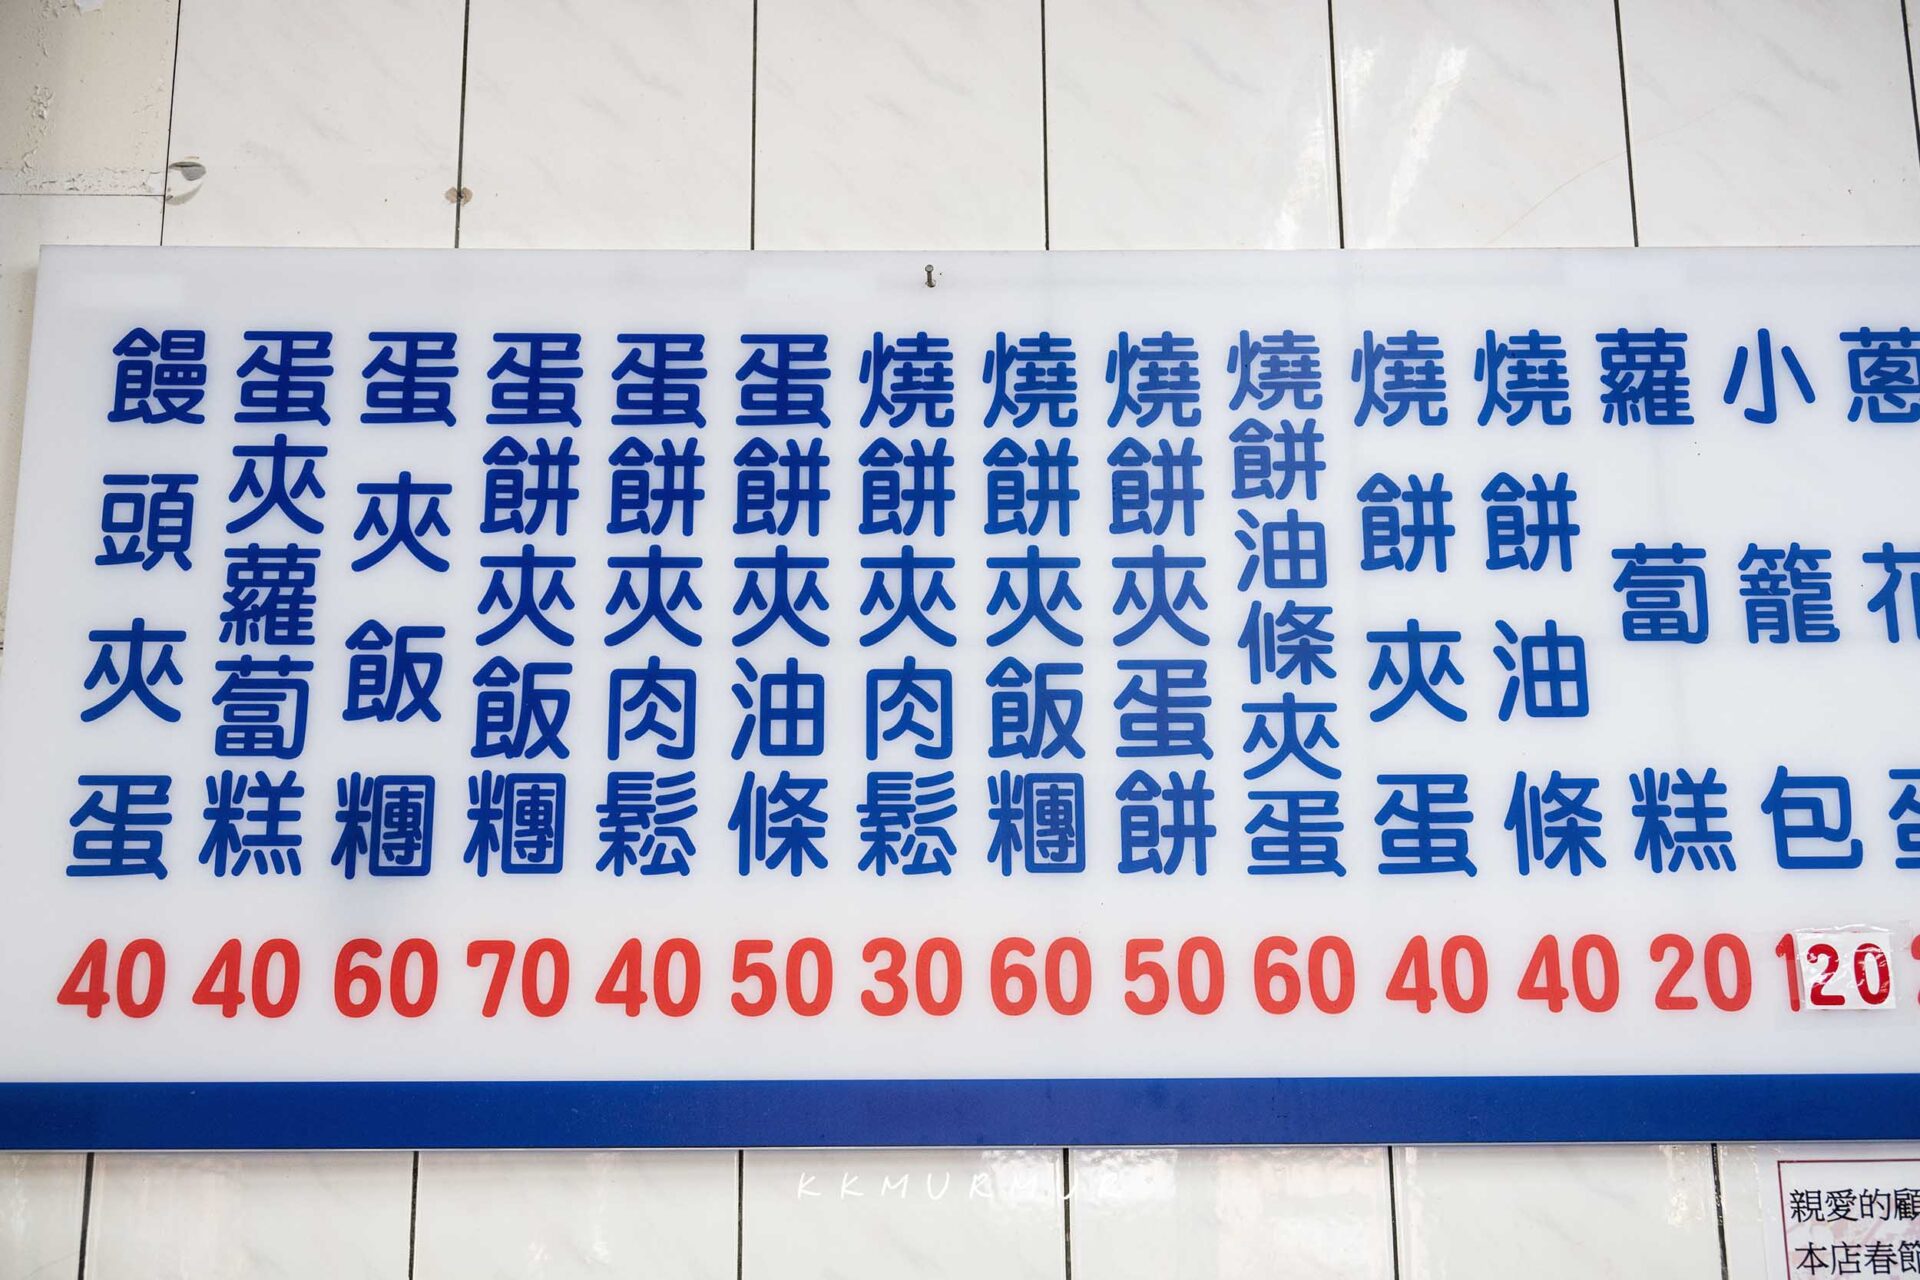 饅頭夾蛋 40
蛋夾蘿蔔糕 40
蛋夾飯糰 60
蛋餅夾飯糰 70
蛋餅夾肉鬆 40
蛋餅夾油條 50
燒餅夾肉鬆 30
燒餅夾飯糰 60
燒餅夾蛋餅 50
燒餅油條夾蛋 60
燒餅夾蛋 40
燒餅油條 40
蘿蔔糕 20
小籠包 120
蔥花蛋
KKMURMUR
親愛的顧
本店春節